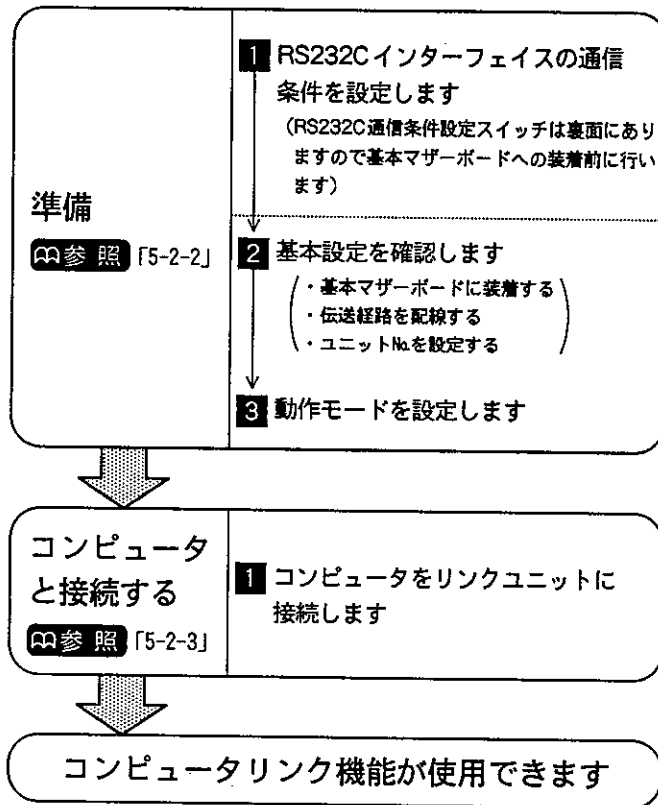 準備
参照「5-2-2」
1 RS232Cインターフェイスの通信
条件を設定します
（RS232C通信条件設定スイッチは裏面にあり
ますので基本マザーボードへの装着前に行い
ます）
2 基本設定を確認します
・基本マザーボードに装着する
・伝送経路を配線する
・ユニット№を設定する
3 動作モードを設定します
コンピュータ
と接続する
参照「5-2-3」
1 コンピュータをリンクユニットに
接続します
コンピュータリンク機能が使用できます